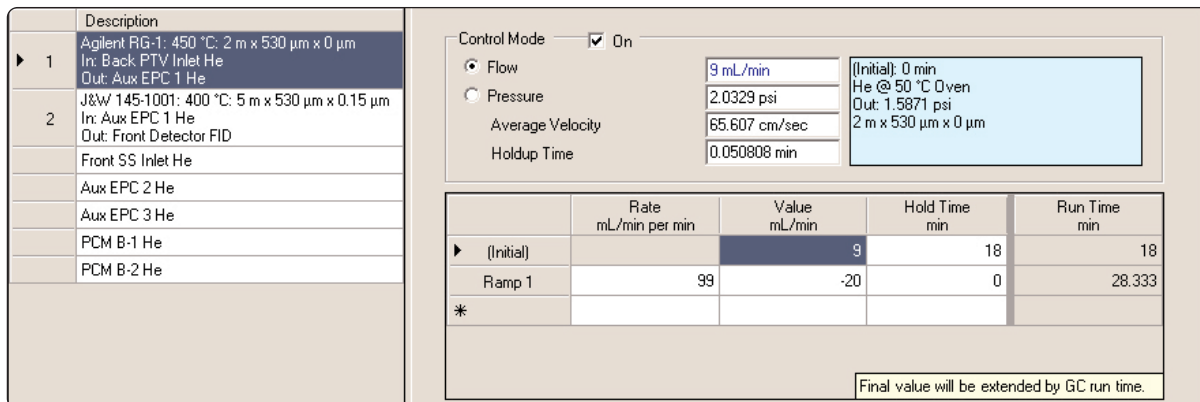 Description
1
Agilent RG-1: 450 °C: 2 m x 530 µm x 0 µm
In: Back PTV Inlet He
Out: Aux EPC 1 He
2
J&W 145-1001: 400 °C: 5 m x 530 µm x 0.15 µm
In: Aux EPC 1 He
Out: Front Detector FID
Front SS Inlet He
Aux EPC 2 He
Aux EPC 3 He
PCM B-1 He
PCM B-2 He
Control Mode On
Flow 9 mL/min
Pressure 2.0329 psi
Average Velocity 65.607 cm/sec
Holdup Time 0.050808 min
(Initial): 0 min
He @ 50 °C Oven
Out: 1.5871 psi
2 m x 530 µm x 0 µm
Rate Value Hold Time Run Time
mL/min per min mL/min min min
(Initial) 9 18 18
Ramp 1 99 -20 0 28.333
*
Final value will be extended by GC run time.